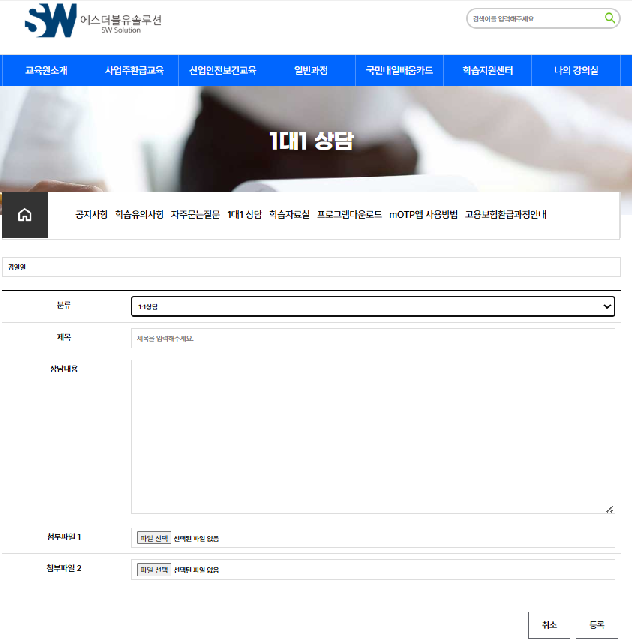 SW 에스더블유솔루션
SW Solution
검색어를 입력해주세요
교육원소개 사업주환급교육 산업안전보건교육 일반과정 국민내일배움카드 학습지원센터 나의 강의실
1대1 상담
공지사항 학습유의사항 자주묻는질문 1대1 상담 학습자료실 프로그램다운로드 mOTP앱 사용방법 고용보험환급과정안내
분류 1:1상담
제목 제목을 입력해주세요.
상담내용
첨부파일 1 파일 선택 선택된 파일 없음
첨부파일 2 파일 선택 선택된 파일 없음
취소 등록